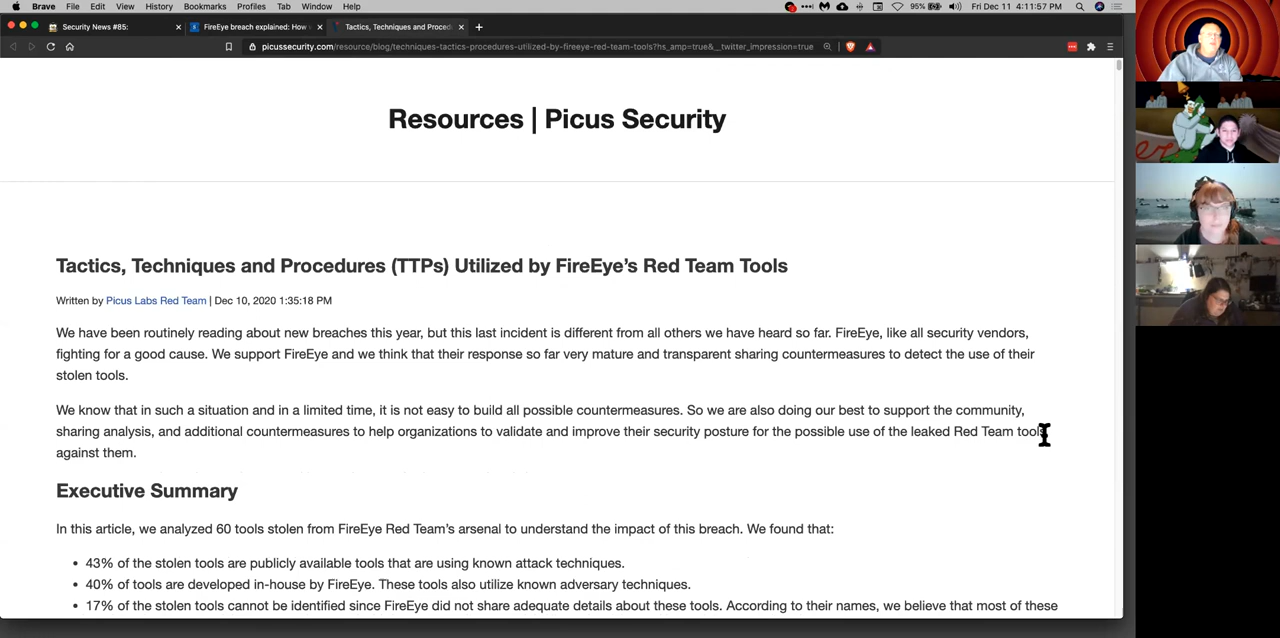 Brave File Edit View History Bookmarks Profiles Tab Window Help 95% Fri Dec 11 4:11:57 PM
Security News #85: FireEye breach explained: How Tactics, Techniques and Proced
picussecurity.com/resource/blog/techniques-tactics-procedures-utilized-by-fireeye-red-team-tools?hs_amp=true&__twitter_impression=true
Resources | Picus Security
Tactics, Techniques and Procedures (TTPs) Utilized by FireEye's Red Team Tools
Written by Picus Labs Red Team | Dec 10, 2020 1:35:18 PM
We have been routinely reading about new breaches this year, but this last incident is different from all others we have heard so far. FireEye, like all security vendors,
fighting for a good cause. We support FireEye and we think that their response so far very mature and transparent sharing countermeasures to detect the use of their
stolen tools.
We know that in such a situation and in a limited time, it is not easy to build all possible countermeasures. So we are also doing our best to support the community,
sharing analysis, and additional countermeasures to help organizations to validate and improve their security posture for the possible use of the leaked Red Team tools
against them.
Executive Summary
In this article, we analyzed 60 tools stolen from FireEye Red Team's arsenal to understand the impact of this breach. We found that:
• 43% of the stolen tools are publicly available tools that are using known attack techniques.
• 40% of tools are developed in-house by FireEye. These tools also utilize known adversary techniques.
• 17% of the stolen tools cannot be identified since FireEye did not share adequate details about these tools. According to their names, we believe that most of these